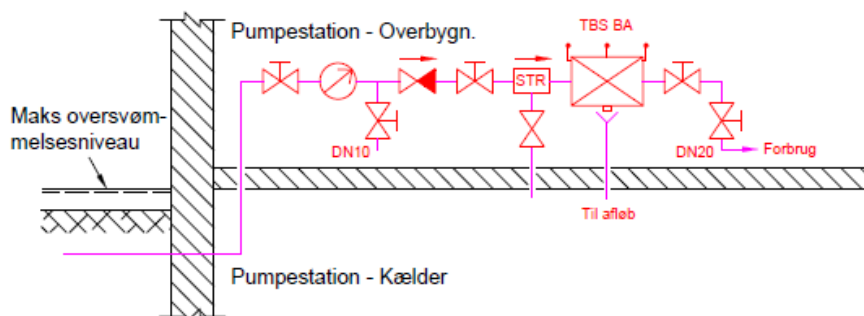 Pumpestation - Overbygn.
TBS BA
STR
Maks oversvøm-
melsesniveau
DN10
DN20
Forbrug
Til afløb
Pumpestation - Kælder